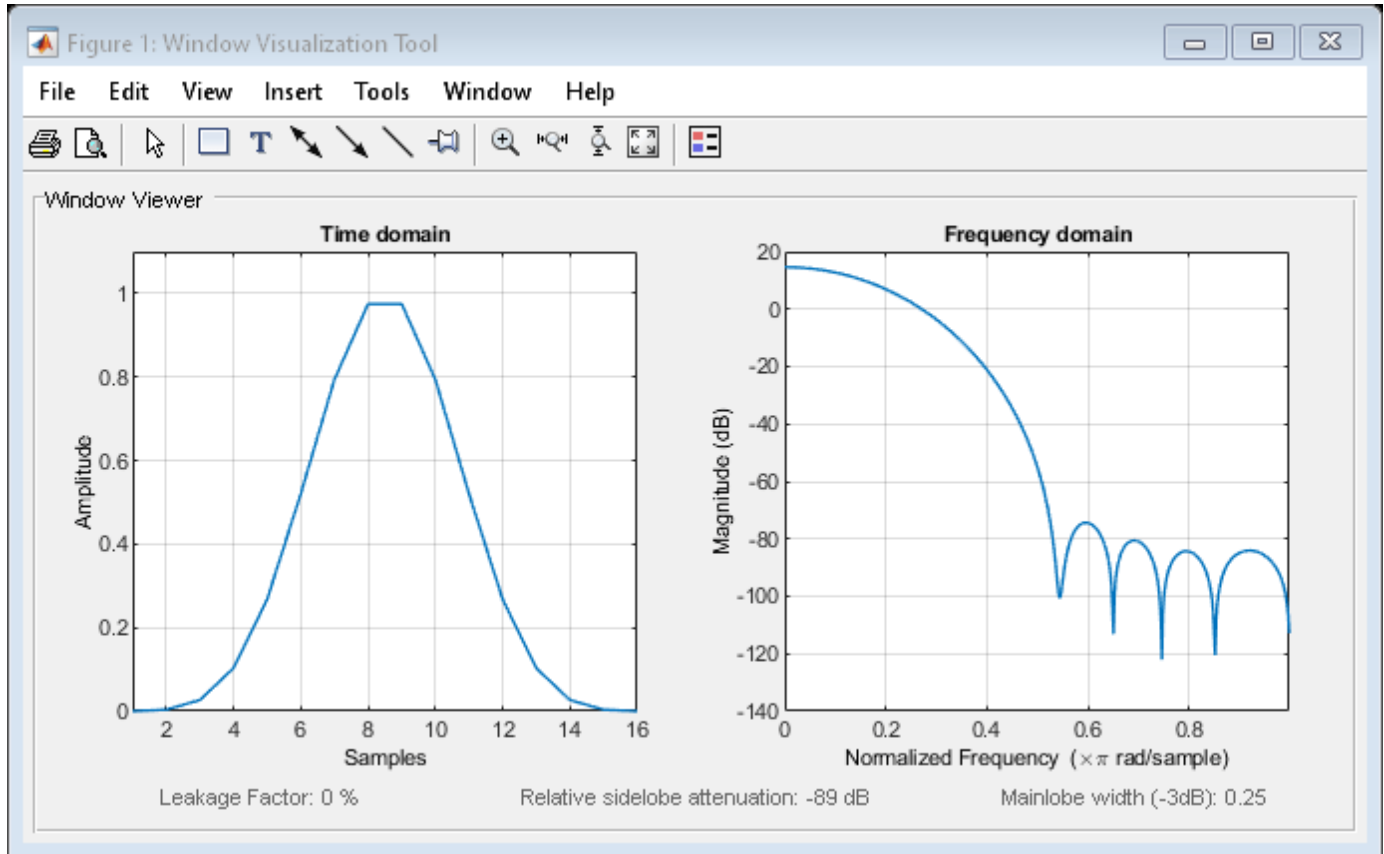 Figure 1: Window Visualization Tool
File Edit View Insert Tools Window Help
T
Window Viewer
Time domain
1
0.8
0.6
0.4
0.2
0
Amplitude
2 4 6 8 10 12 14 16
Samples
Frequency domain
20
0
-20
-40
-60
-80
-100
-120
-140
Magnitude (dB)
0 0.2 0.4 0.6 0.8
Normalized Frequency (×π rad/sample)
Leakage Factor: 0 % Relative sidelobe attenuation: -89 dB Mainlobe width (-3dB): 0.25